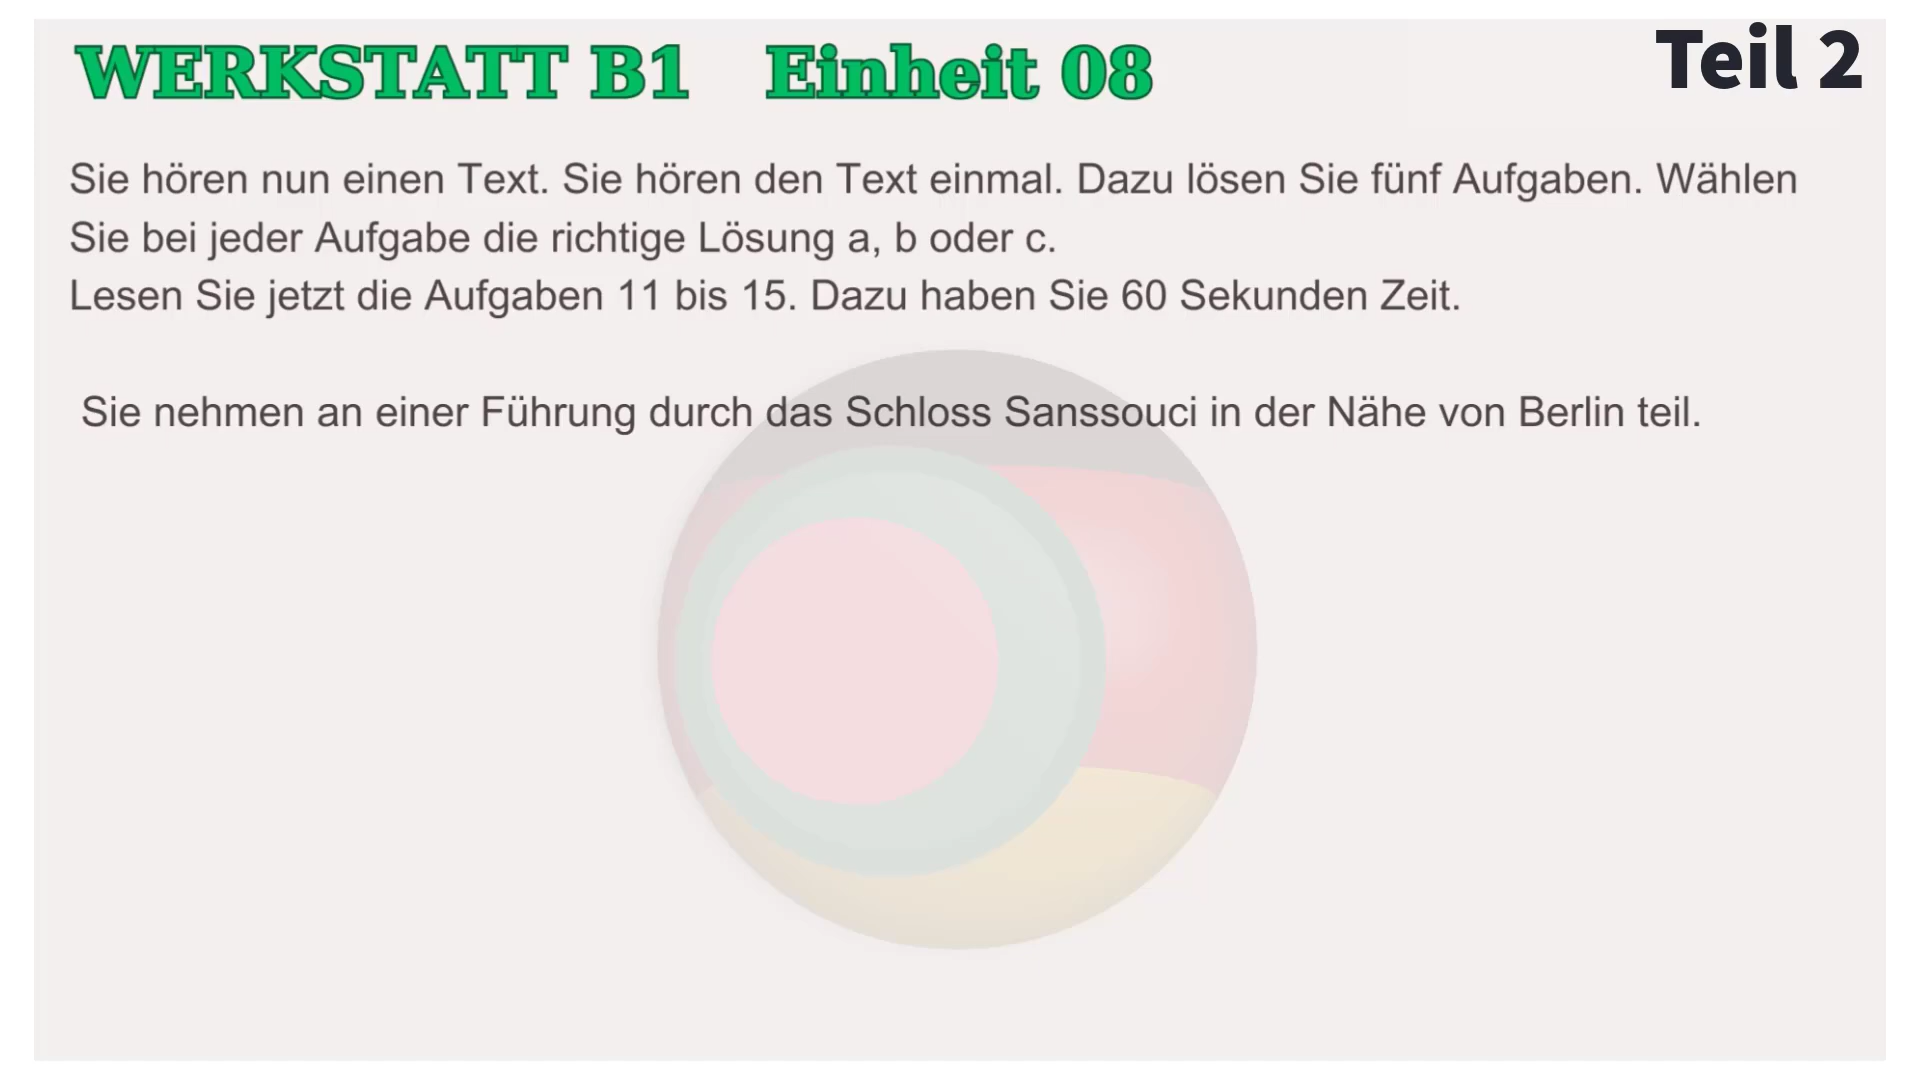 WERKSTATT B1 Einheit 08
Teil 2
Sie hören nun einen Text. Sie hören den Text einmal. Dazu lösen Sie fünf Aufgaben. Wählen
Sie bei jeder Aufgabe die richtige Lösung a, b oder c.
Lesen Sie jetzt die Aufgaben 11 bis 15. Dazu haben Sie 60 Sekunden Zeit.
Sie nehmen an einer Führung durch das Schloss Sanssouci in der Nähe von Berlin teil.